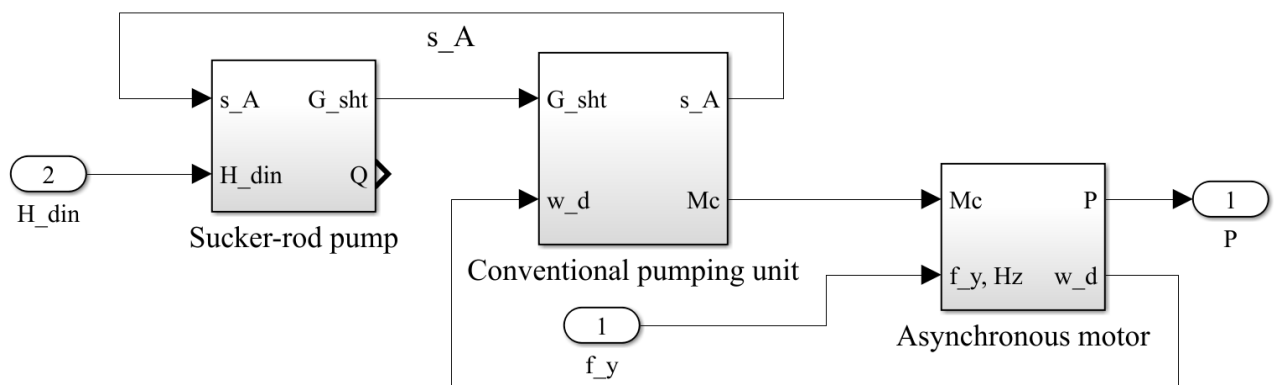 s_A
s_A G_sht
H_din Q
2
H_din
Sucker-rod pump
G_sht s_A
w_d Mc
Conventional pumping unit
1
f_y
Mc P
f_y, Hz w_d
Asynchronous motor
1
P